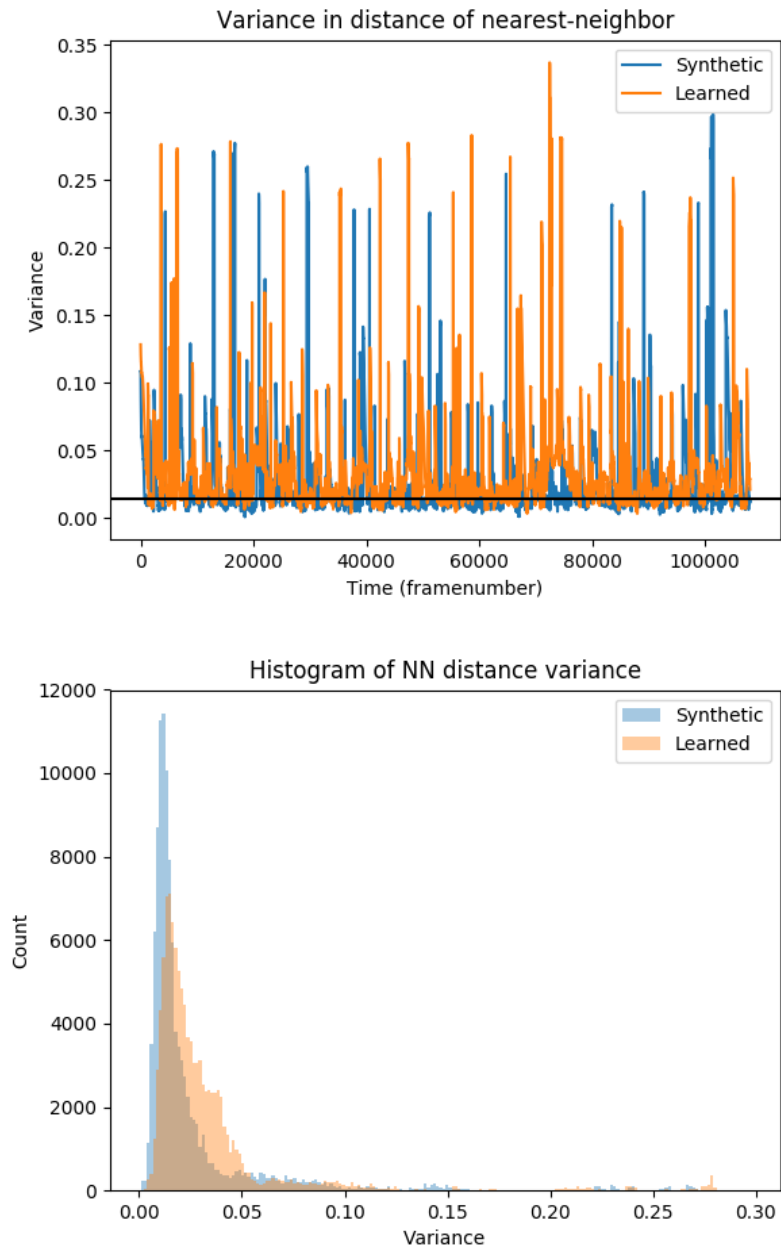 Variance in distance of nearest-neighbor
0.35
0.30
0.25
0.20
0.15
0.10
0.05
0.00
Variance
Synthetic
Learned
0 20000 40000 60000 80000 100000
Time (framenumber)
Histogram of NN distance variance
12000
10000
8000
6000
4000
2000
0
Count
Synthetic
Learned
0.00 0.05 0.10 0.15 0.20 0.25 0.30
Variance